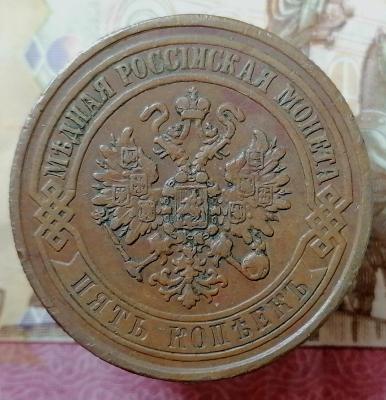 МѢДНАЯ РОССІЙСКАЯ МОНЕТА
ПЯТЬ КОПѢЕКЪ